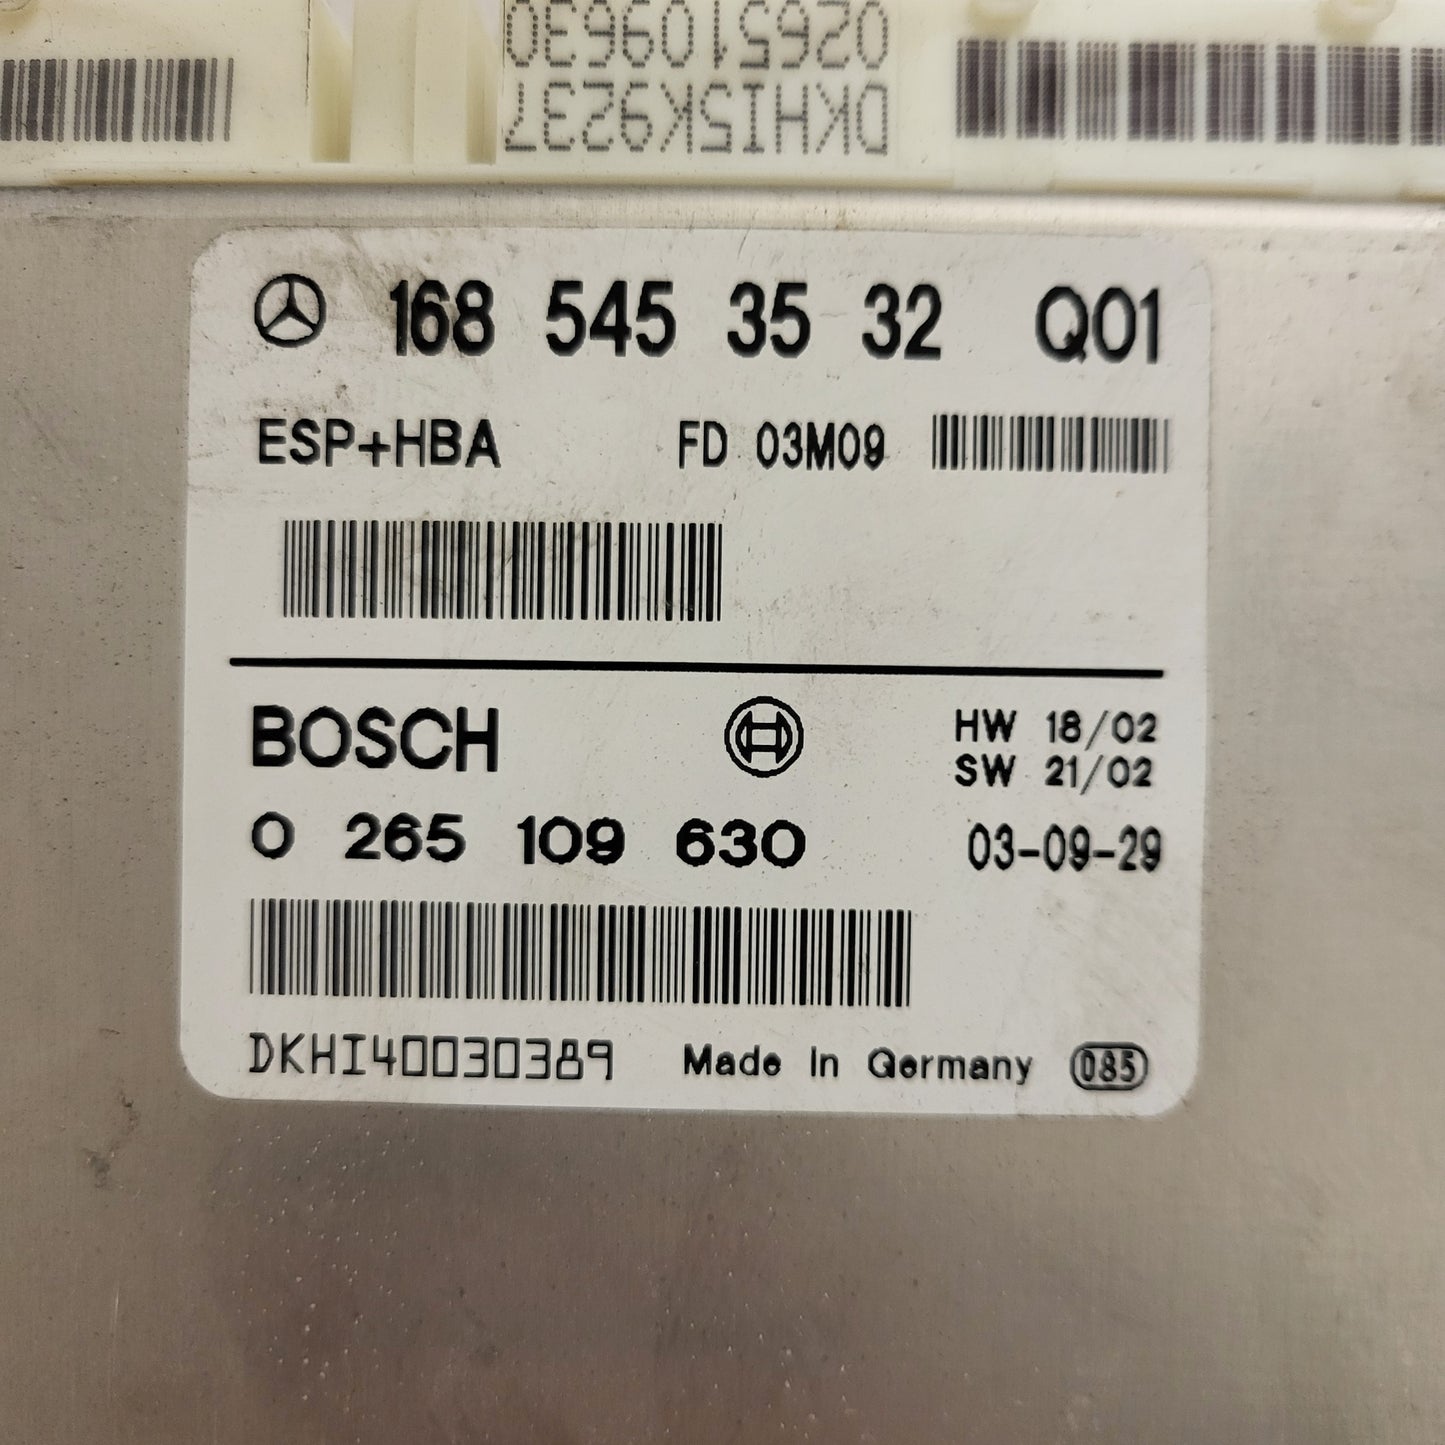 0265109630
DKHI5K9237
168 545 35 32 Q01
ESP+HBA FD 03M09
BOSCH HW 18/02
SW 21/02
0 265 109 630 03-09-29
DKHI40030389 Made In Germany 085